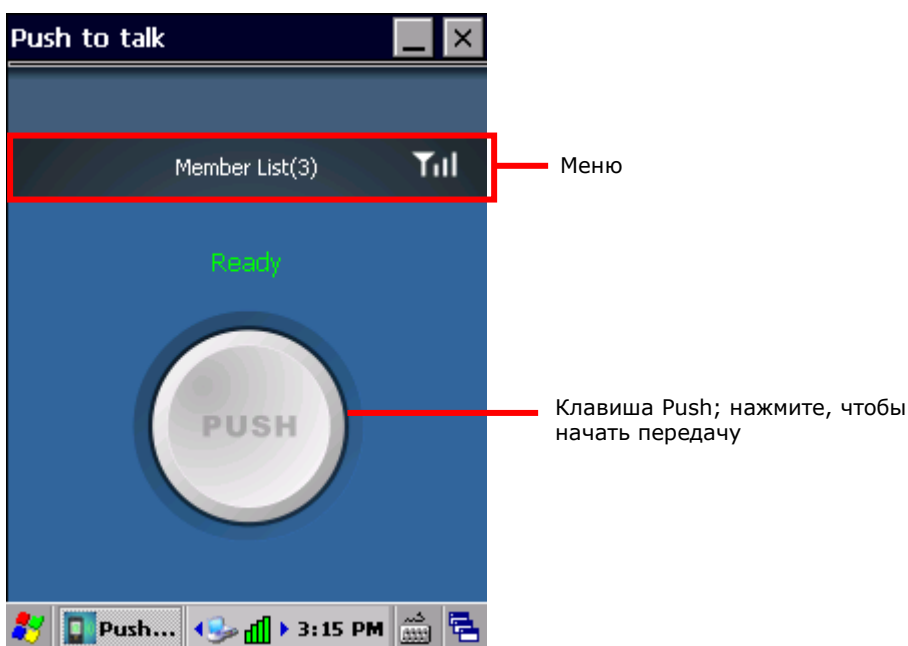 Push to talk
Member List(3)
Меню
Ready
PUSH
Клавиша Push; нажмите, чтобы
начать передачу
Push...
3:15 PM